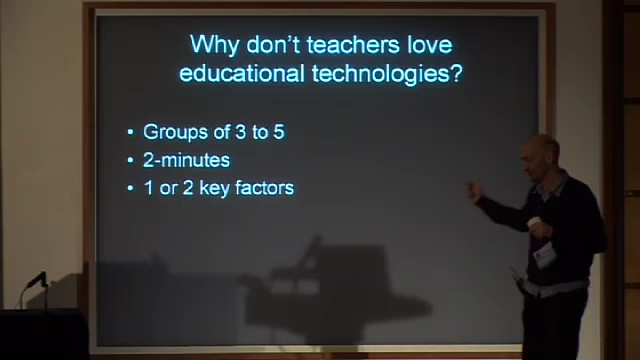 Why don't teachers love
educational technologies?
• Groups of 3 to 5
• 2-minutes
• 1 or 2 key factors